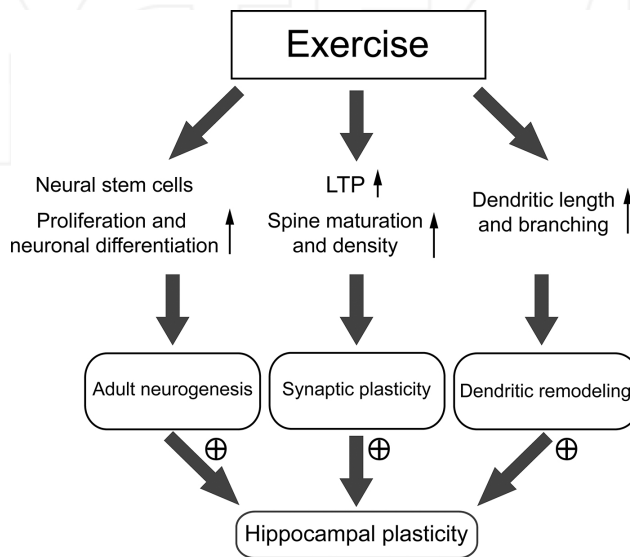 Exercise
Neural stem cells
Proliferation and
neuronal differentiation
LTP
Spine maturation
and density
Dendritic length
and branching
Adult neurogenesis
Synaptic plasticity
Dendritic remodeling
Hippocampal plasticity